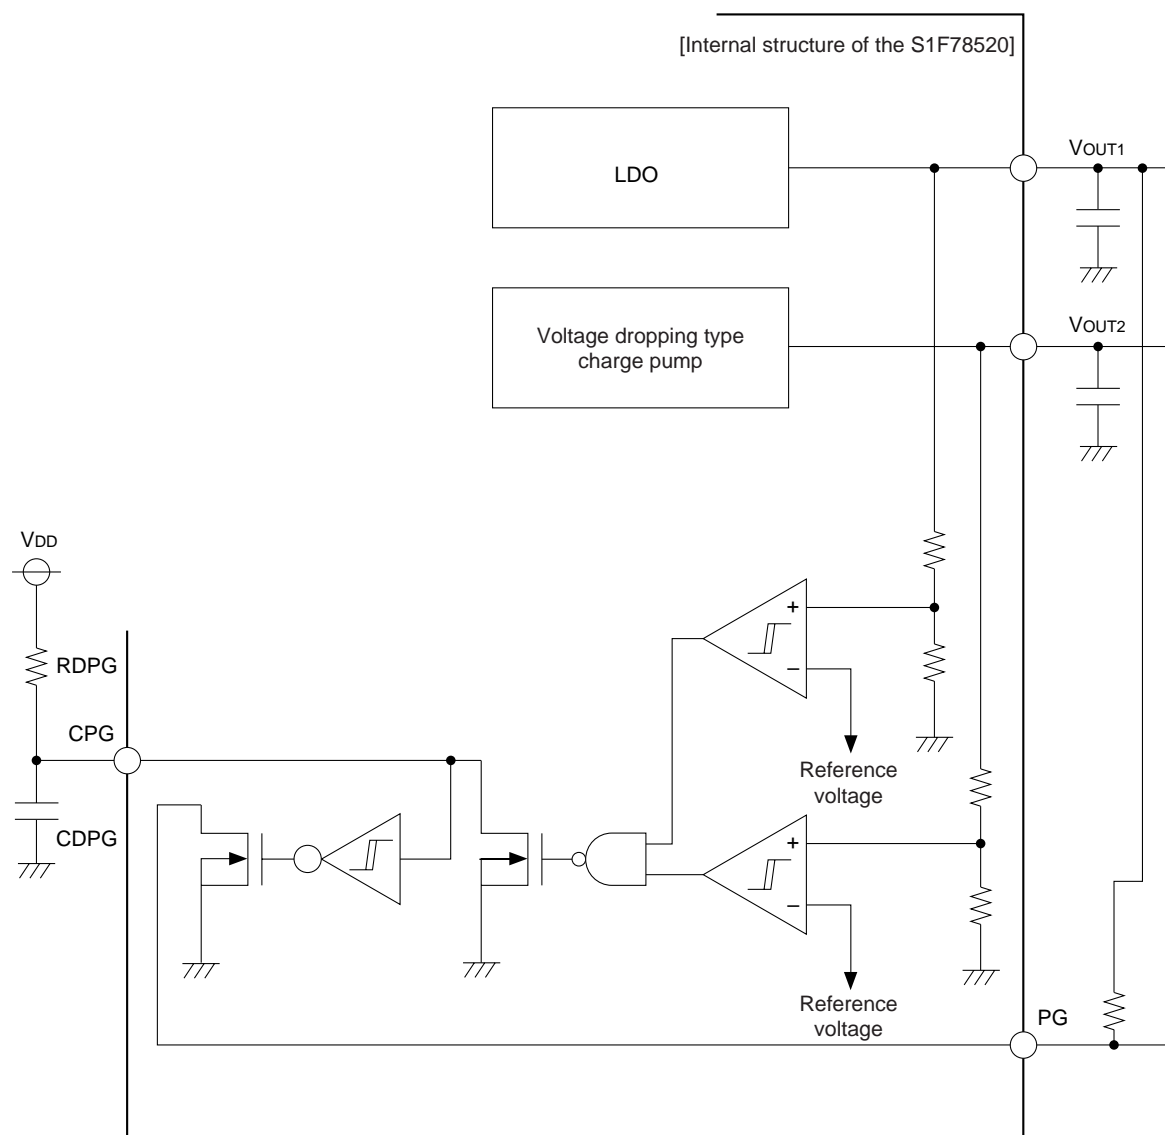 [Internal structure of the S1F78520]
LDO
VOUT1
Voltage dropping type
charge pump
VOUT2
VDD
RDPG
CPG
CDPG
+
−
Reference
voltage
+
−
Reference
voltage
PG